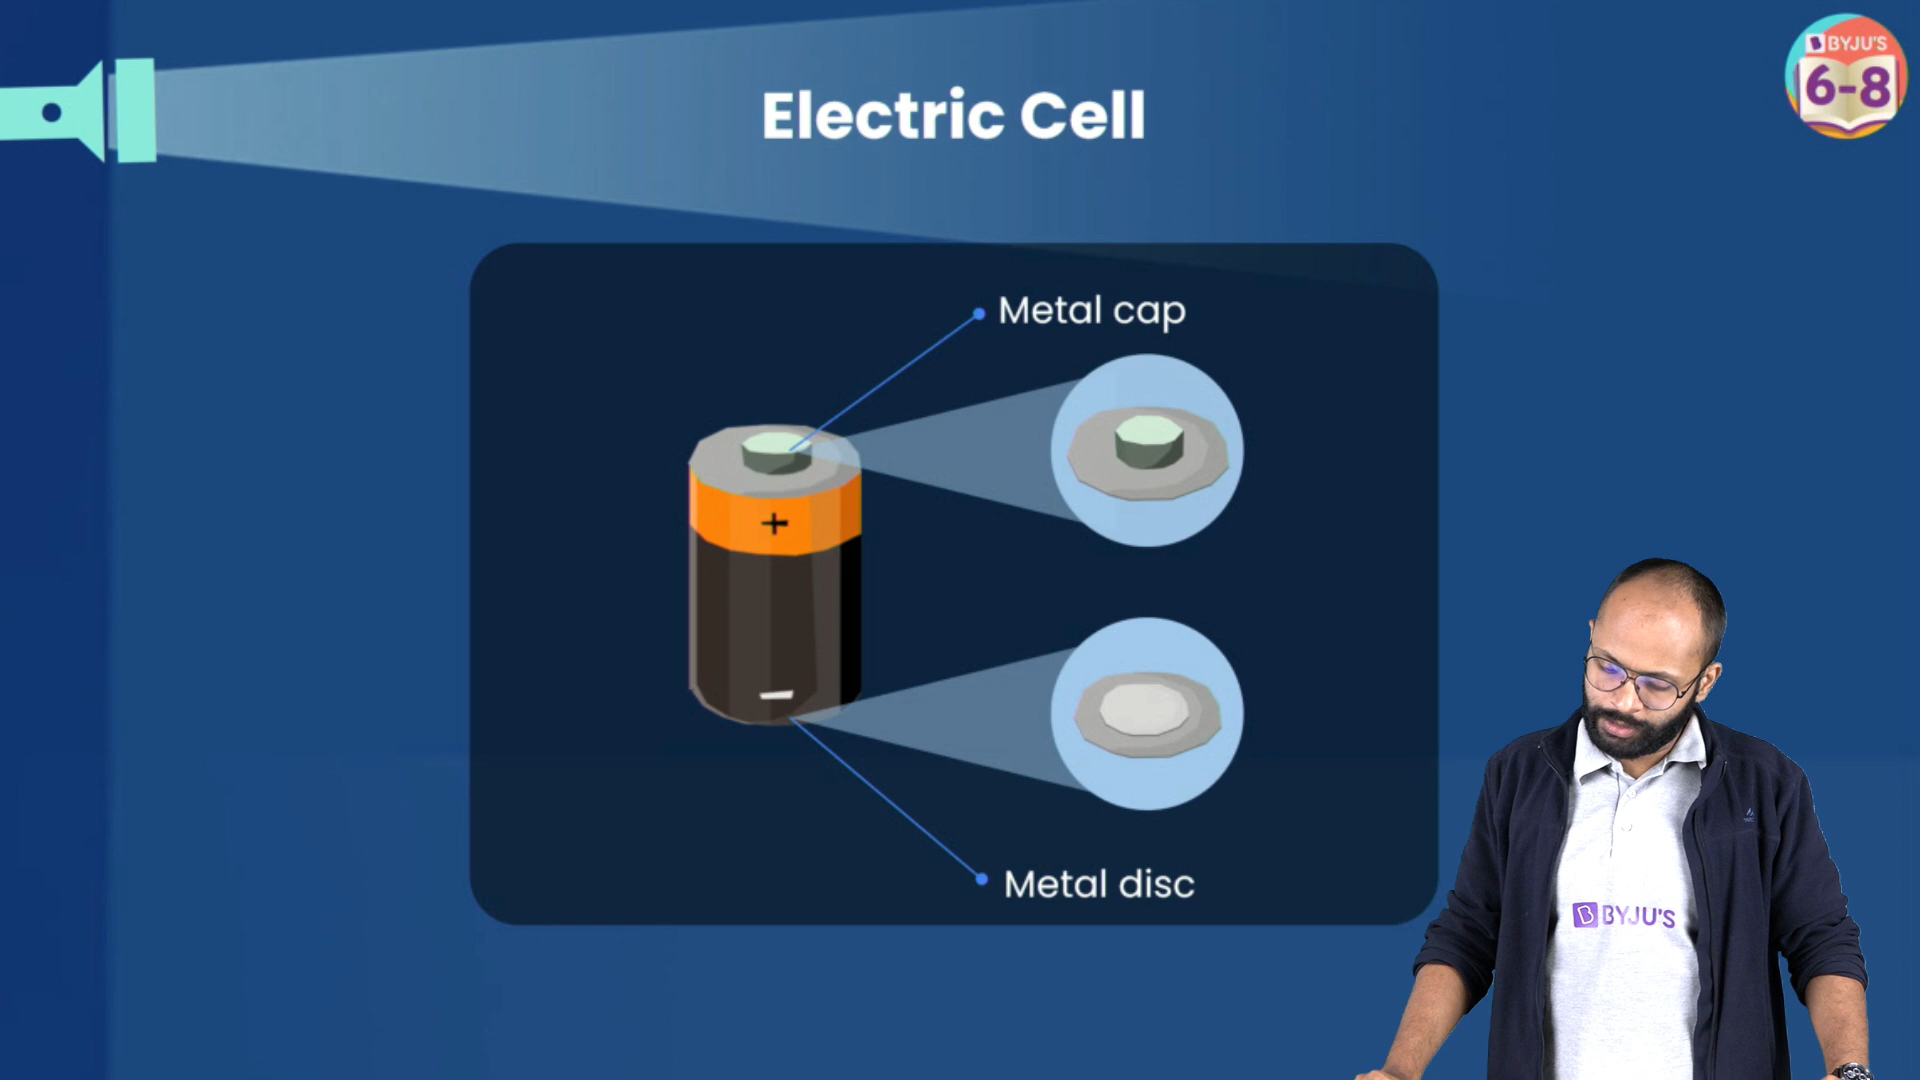 BYJU'S
6-8
Electric Cell
Metal cap
+
Metal disc
BYJU'S